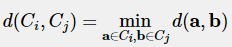 d(C_i, C_j) = min_{a∈C_i, b∈C_j} d(a, b)